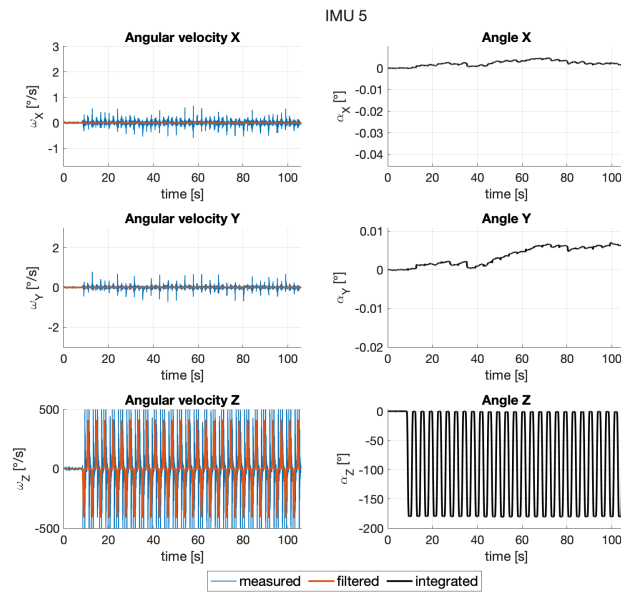 IMU 5
Angular velocity X
3
2
1
0
-1
ω_X [°/s]
0 20 40 60 80 100
time [s]
Angle X
0
-0.01
-0.02
-0.03
-0.04
α_X [°]
0 20 40 60 80 100
time [s]
Angular velocity Y
2
0
-2
ω_Y [°/s]
0 20 40 60 80 100
time [s]
Angle Y
0.01
0
-0.01
-0.02
α_Y [°]
0 20 40 60 80 100
time [s]
Angular velocity Z
500
0
-500
ω_Z [°/s]
0 20 40 60 80 100
time [s]
Angle Z
0
-50
-100
-150
-200
α_Z [°]
0 20 40 60 80 100
time [s]
measured filtered integrated